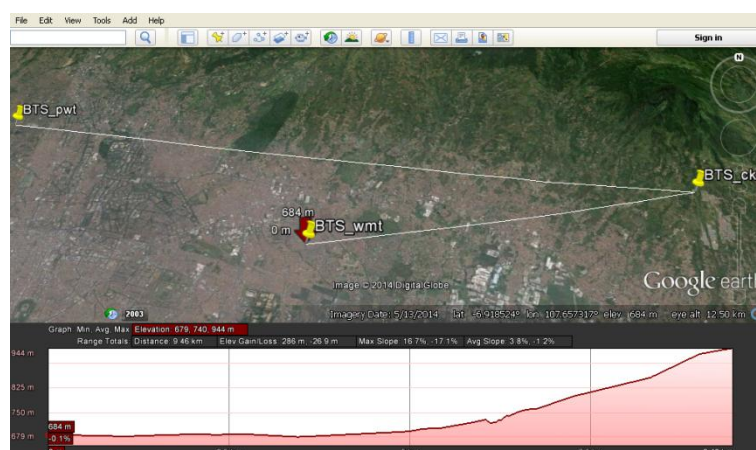 File Edit View Tools Add Help
Sign in
N
BTS_pwt
BTS_ck
684 m
0 m
BTS_wmt
Image © 2014 DigitalGlobe
Google earth
2003
Imagery Date: 5/13/2014 lat -6.918524° lon 107.657317° elev 684 m eye alt 12.50 km
Graph: Min, Avg, Max Elevation: 679, 740, 944 m
Range Totals: Distance: 9.46 km Elev Gain/Loss: 286 m, -26.9 m Max Slope: 16.7%, -17.1% Avg Slope: 3.8%, -1.2%
944 m
825 m
750 m
684 m
679 m
-0.1%